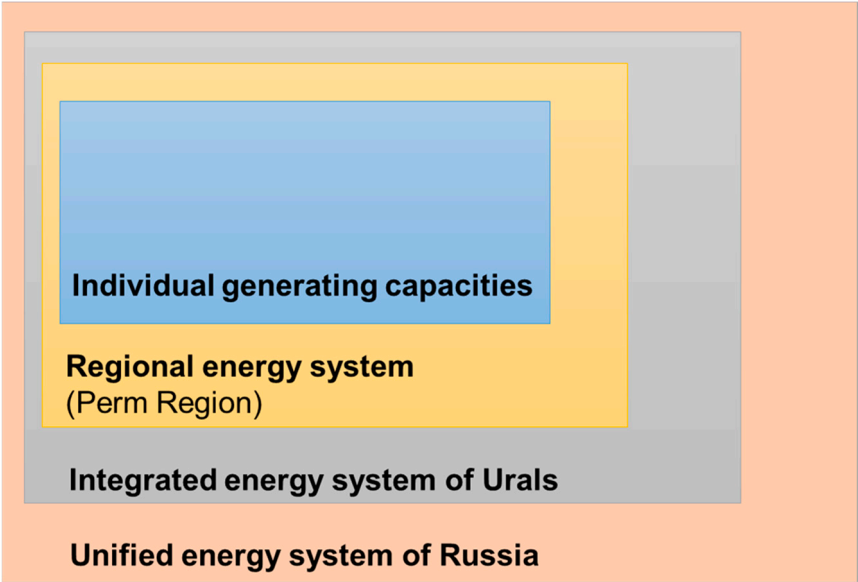 Individual generating capacities
Regional energy system
(Perm Region)
Integrated energy system of Urals
Unified energy system of Russia